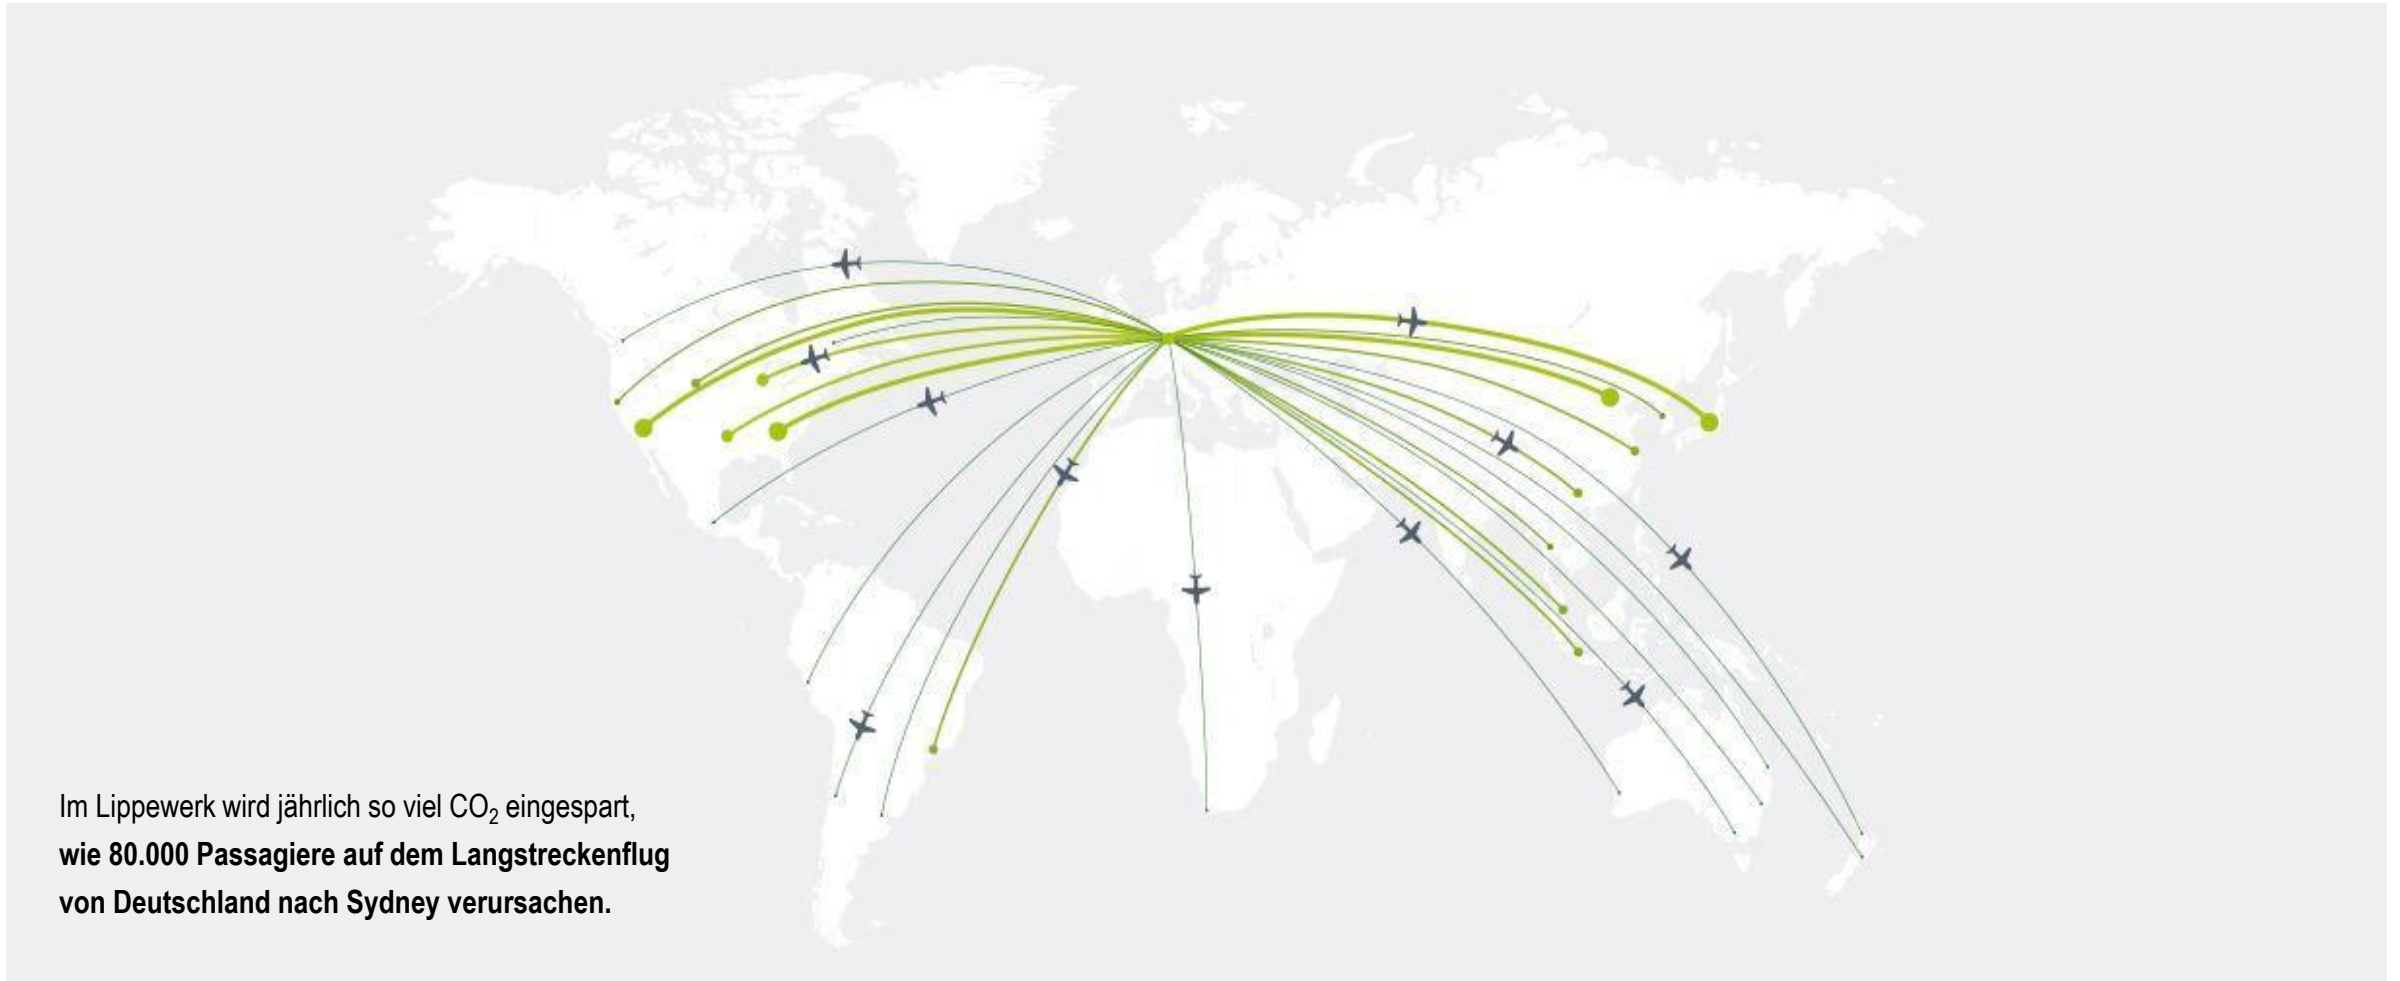 Im Lippewerk wird jährlich so viel CO₂ eingespart,
wie 80.000 Passagiere auf dem Langstreckenflug
von Deutschland nach Sydney verursachen.